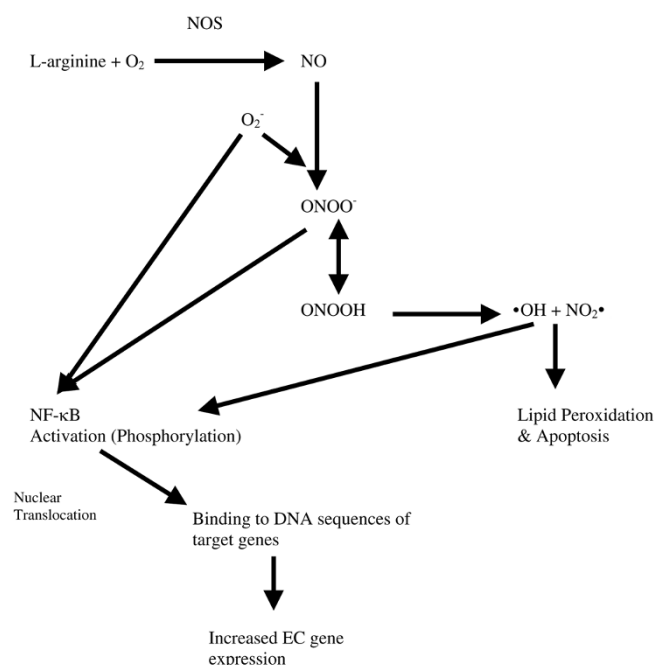 NOS
L-arginine + O₂
NO
O₂⁻
ONOO⁻
ONOOH
•OH + NO₂•
NF-κB
Activation (Phosphorylation)
Lipid Peroxidation
& Apoptosis
Nuclear
Translocation
Binding to DNA sequences of
target genes
Increased EC gene
expression